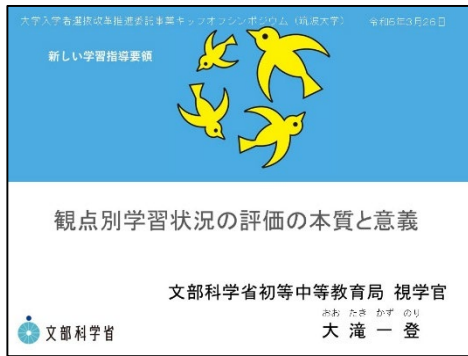 大学入学者選抜改革推進委託事業キックオフシンポジウム（筑波大学）　令和5年3月26日
新しい学習指導要領
観点別学習状況の評価の本質と意義
文部科学省初等中等教育局 視学官
おお たき かず のり
大滝一登
文部科学省